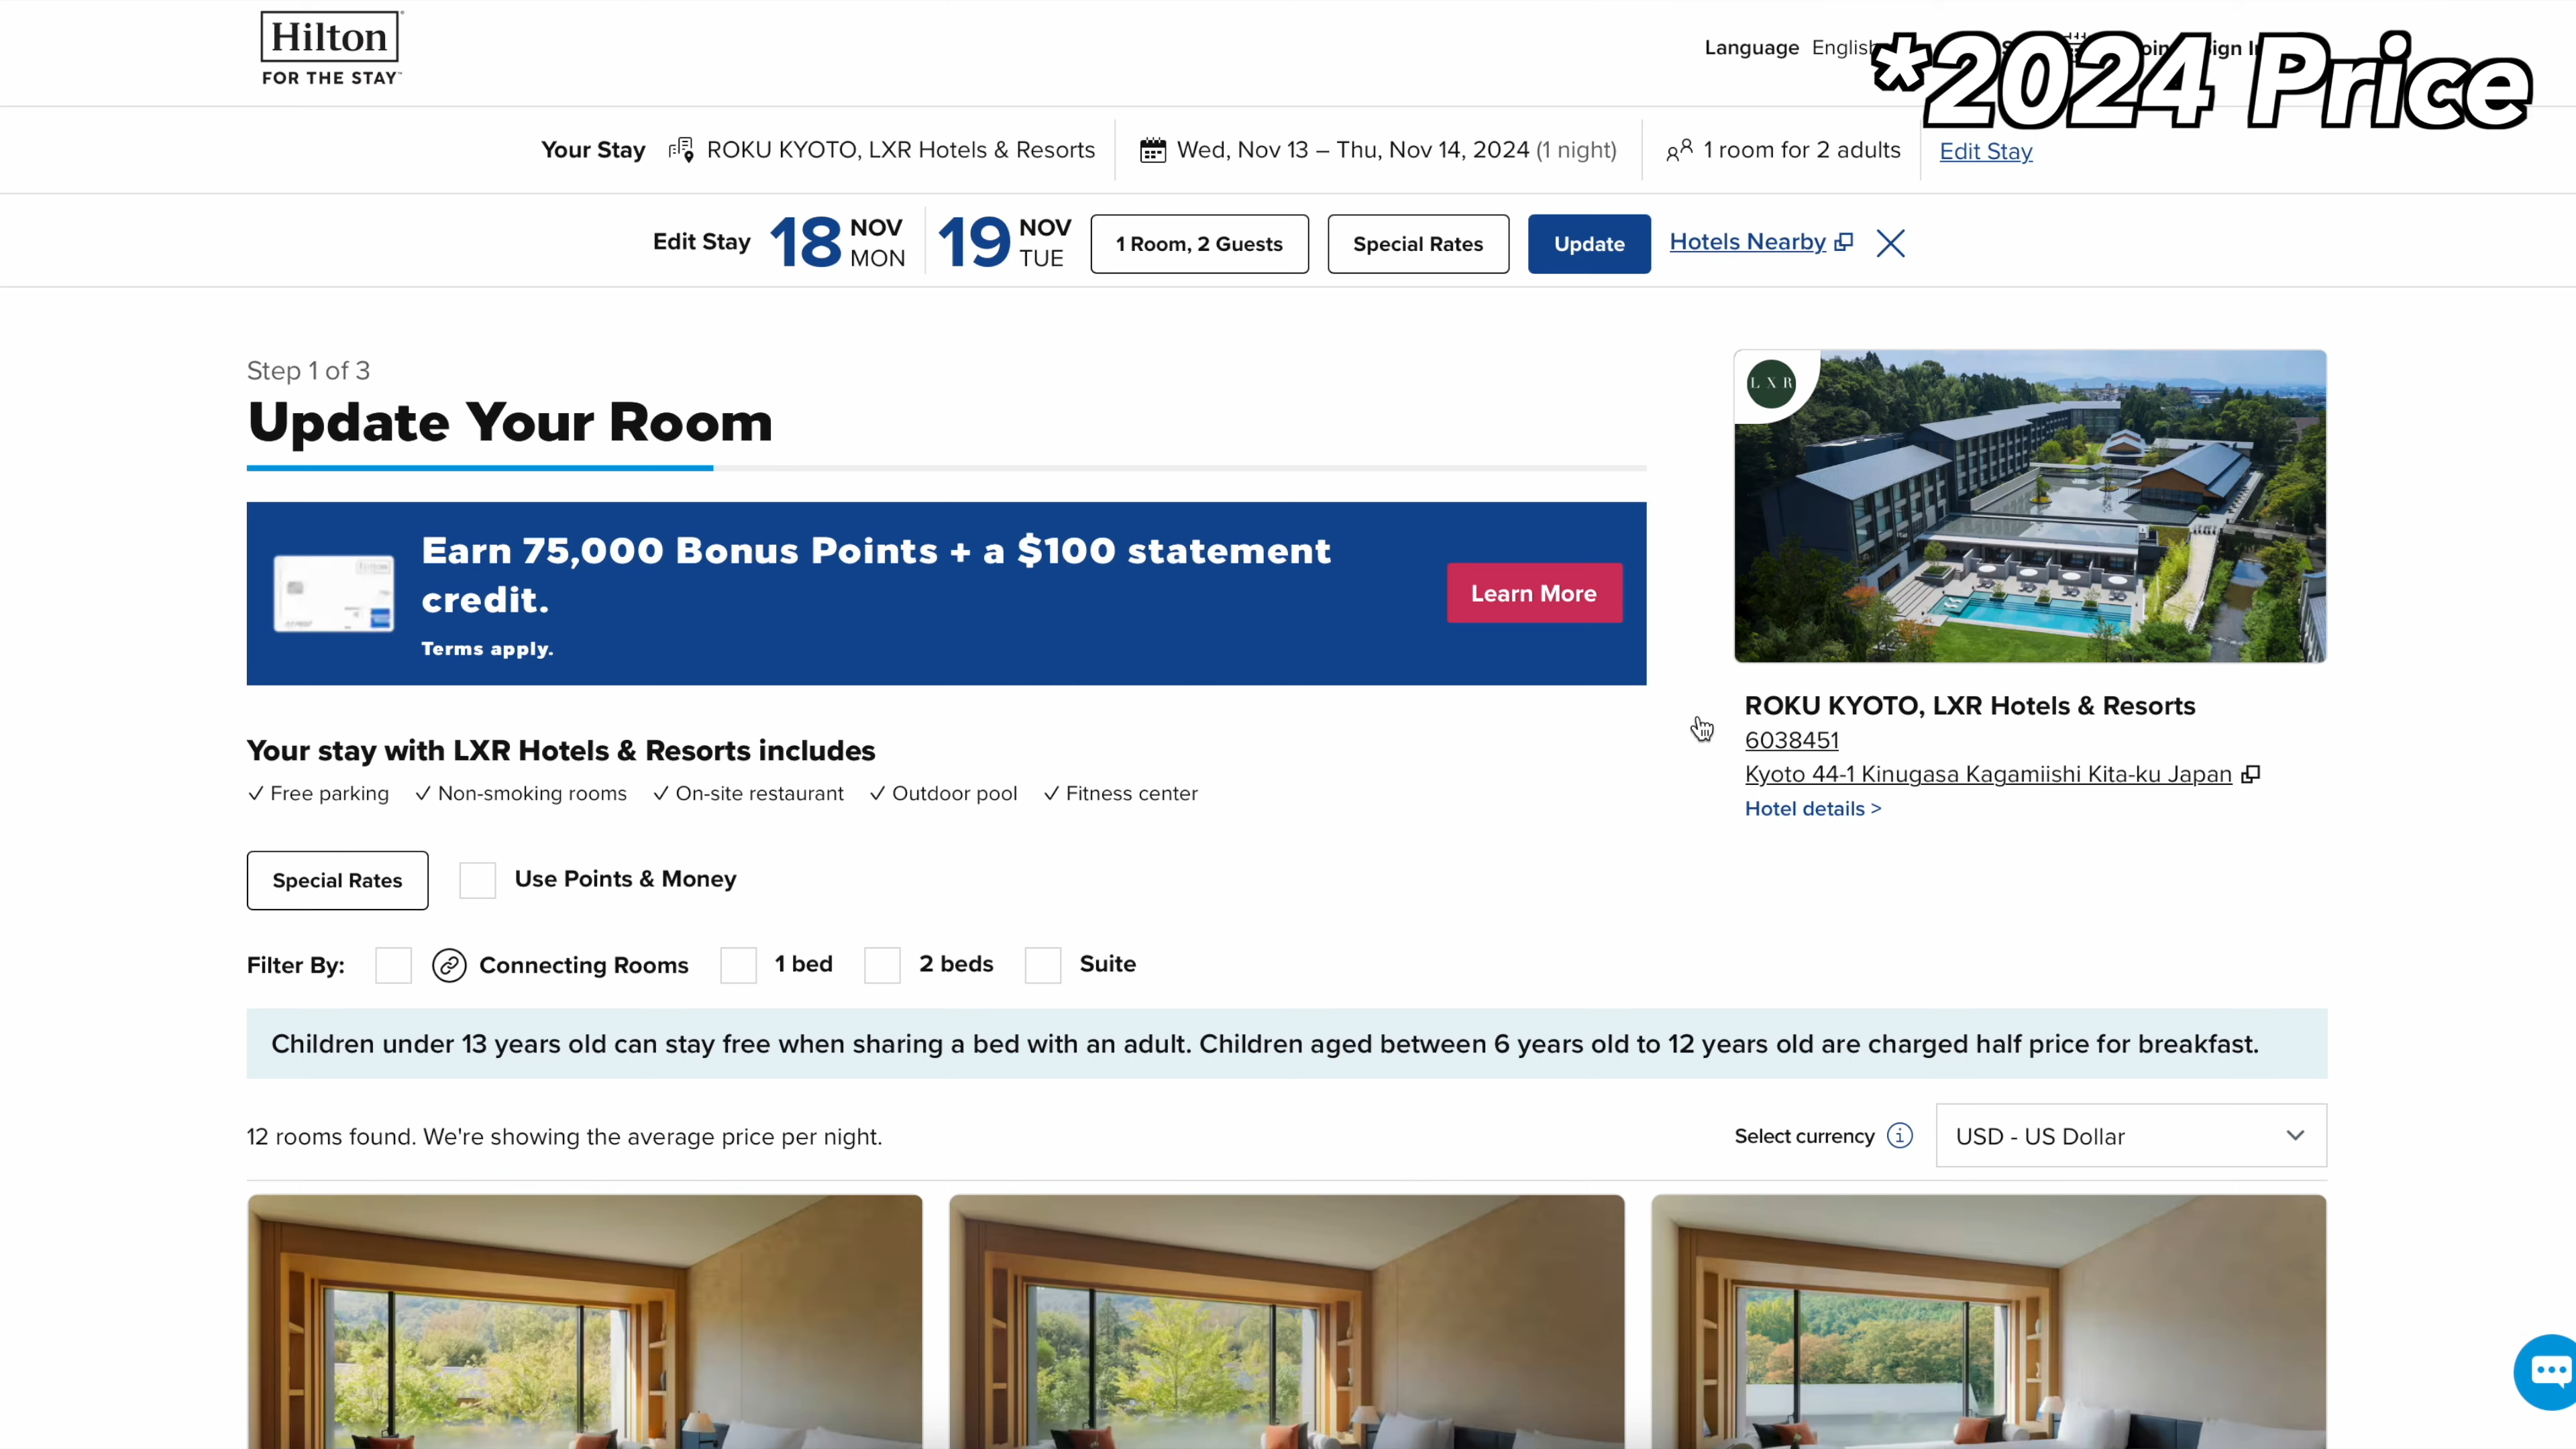 Hilton
FOR THE STAY
Language English
*2024 Price
Your Stay ROKU KYOTO, LXR Hotels & Resorts Wed, Nov 13 – Thu, Nov 14, 2024 (1 night) 1 room for 2 adults Edit Stay
Edit Stay 18 NOV MON 19 NOV TUE 1 Room, 2 Guests Special Rates Update Hotels Nearby
Step 1 of 3
Update Your Room
Earn 75,000 Bonus Points + a $100 statement
credit.
Terms apply.
Learn More
LXR
ROKU KYOTO, LXR Hotels & Resorts
6038451
Kyoto 44-1 Kinugasa Kagamiishi Kita-ku Japan
Hotel details >
Your stay with LXR Hotels & Resorts includes
✓ Free parking ✓ Non-smoking rooms ✓ On-site restaurant ✓ Outdoor pool ✓ Fitness center
Special Rates Use Points & Money
Filter By: Connecting Rooms 1 bed 2 beds Suite
Children under 13 years old can stay free when sharing a bed with an adult. Children aged between 6 years old to 12 years old are charged half price for breakfast.
12 rooms found. We're showing the average price per night.
Select currency USD - US Dollar